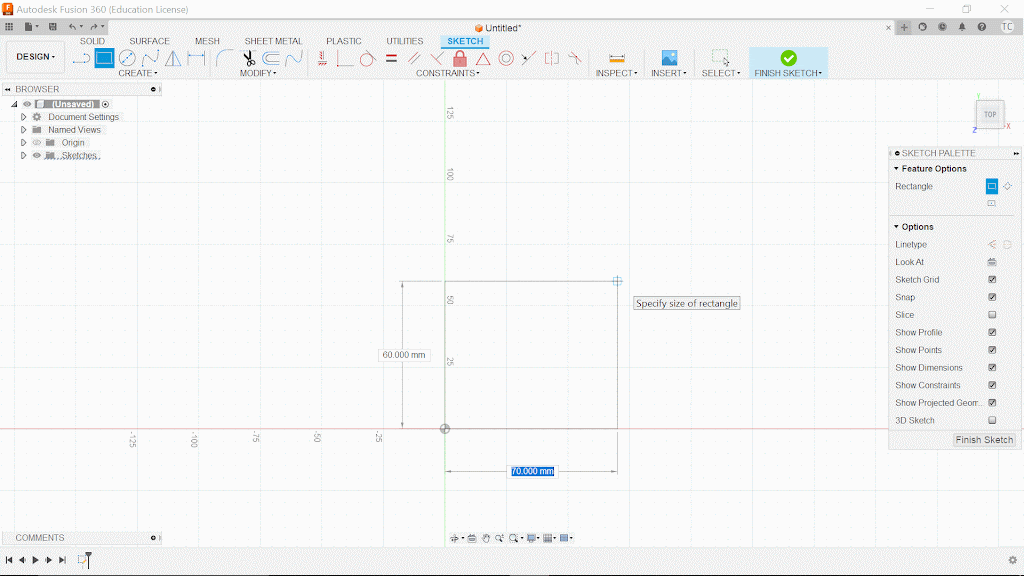 Autodesk Fusion 360 (Education License)
Untitled*
TC
DESIGN
SOLID SURFACE MESH SHEET METAL PLASTIC UTILITIES SKETCH
CREATE MODIFY CONSTRAINTS INSPECT INSERT SELECT FINISH SKETCH
BROWSER
(Unsaved)
Document Settings
Named Views
Origin
Sketches
TOP
Z
X
SKETCH PALETTE
Feature Options
Rectangle
Options
Linetype
Look At
Sketch Grid
Snap
Slice
Show Profile
Show Points
Show Dimensions
Show Constraints
Show Projected Geom...
3D Sketch
Finish Sketch
125
100
75
50
25
Specify size of rectangle
60.000 mm
-125 -100 -75 -50 -25
70.000 mm
COMMENTS